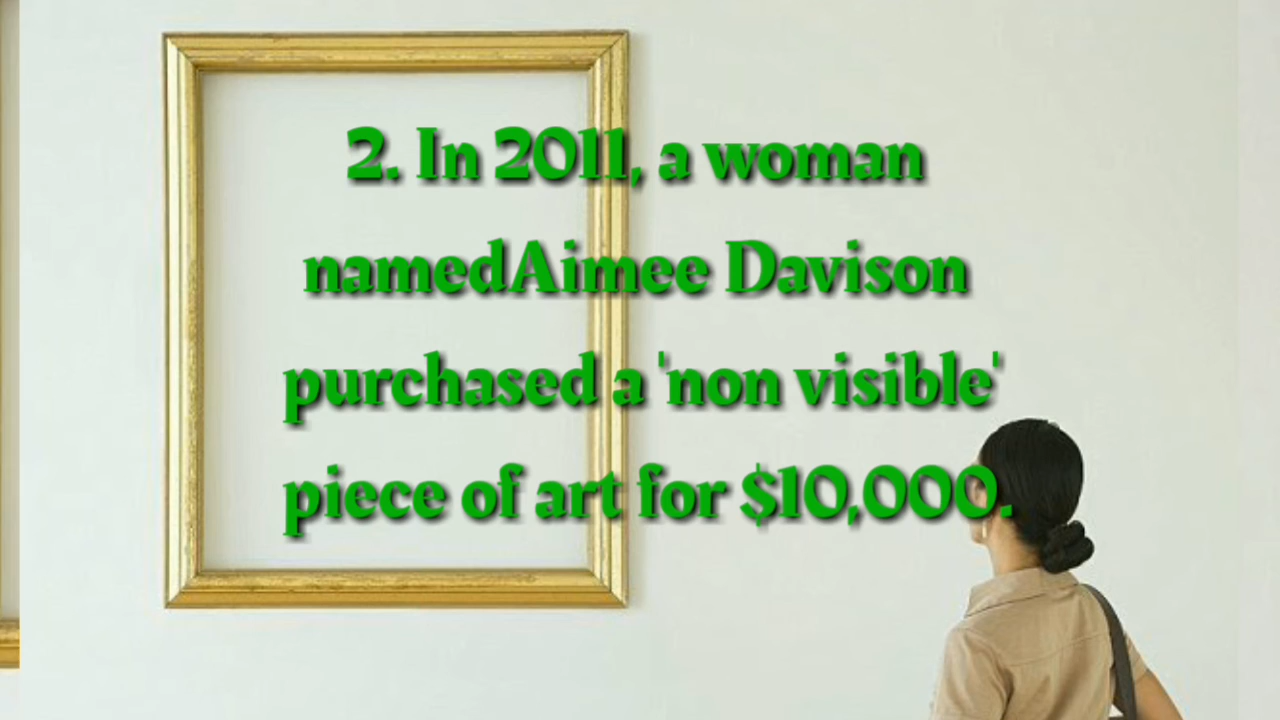 2. In 2011, a woman
namedAimee Davison
purchased a 'non visible'
piece of art for $10,000.